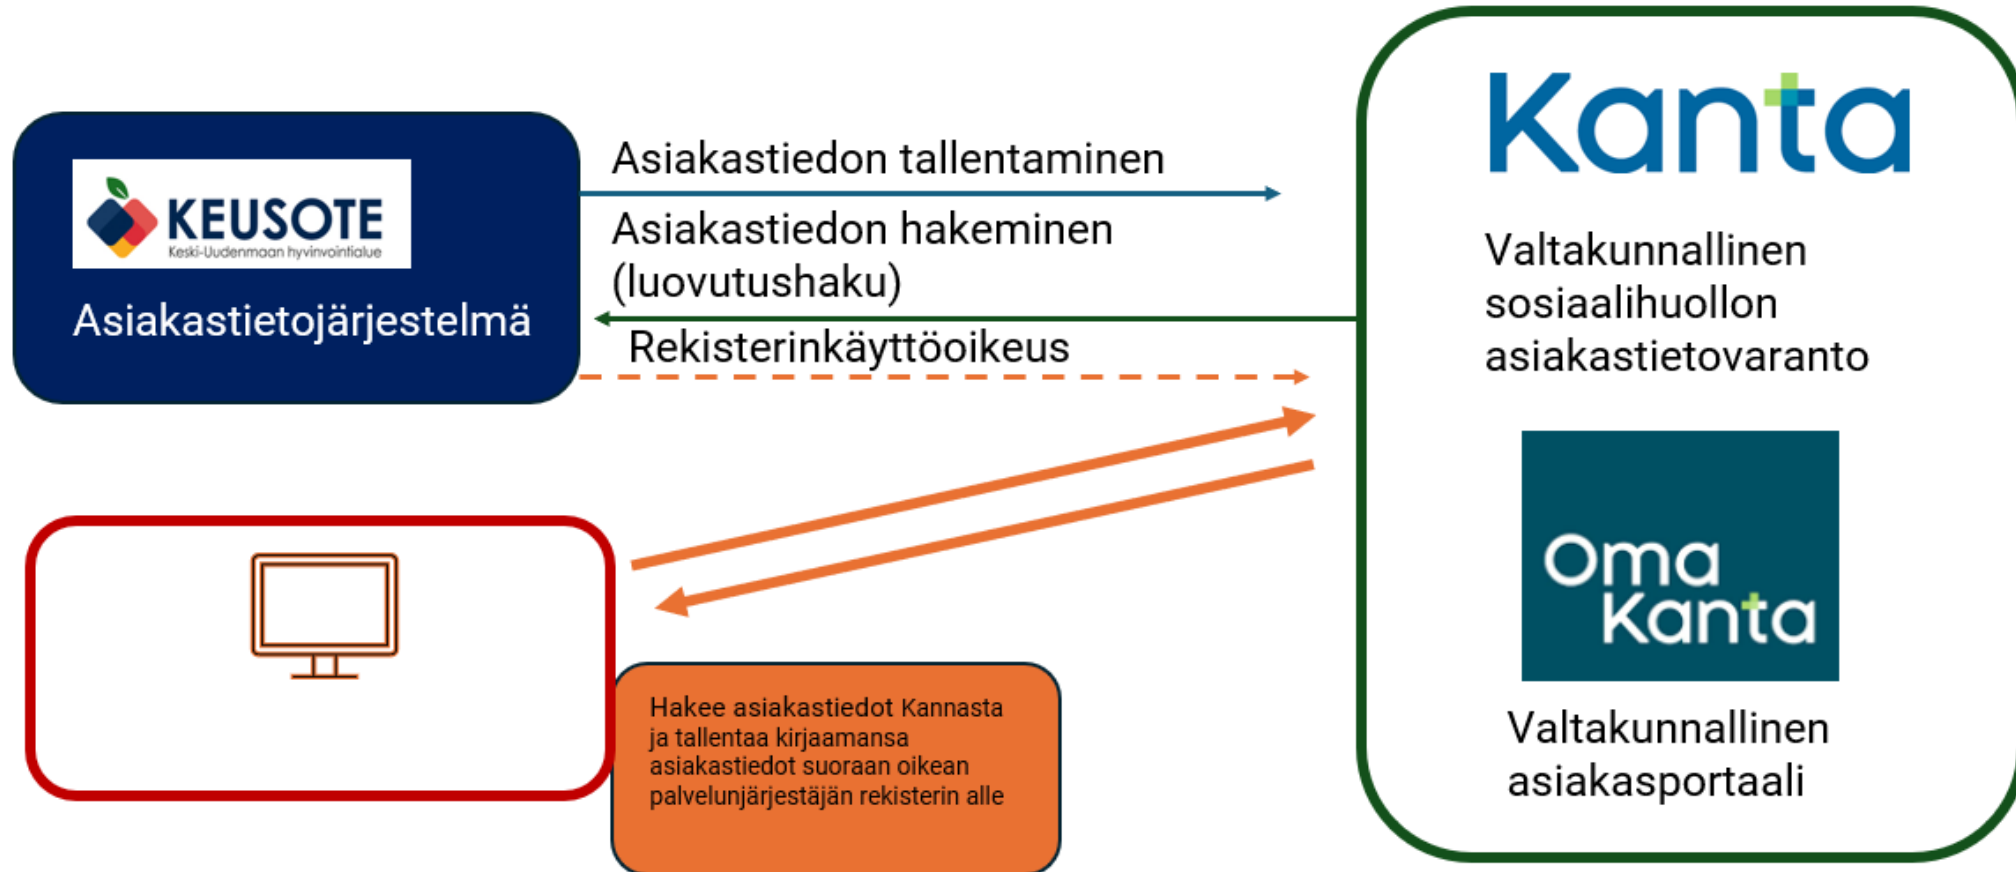 KEUSOTE
Keski-Uudenmaan hyvinvointialue
Asiakastietojärjestelmä
Asiakastiedon tallentaminen
Asiakastiedon hakeminen
(luovutushaku)
Rekisterinkäyttöoikeus
Hakee asiakastiedot Kannasta
ja tallentaa kirjaamansa
asiakastiedot suoraan oikean
palvelunjärjestäjän rekisterin alle
Kanta
Valtakunnallinen
sosiaalihuollon
asiakastietovaranto
Oma
Kanta
Valtakunnallinen
asiakasportaali